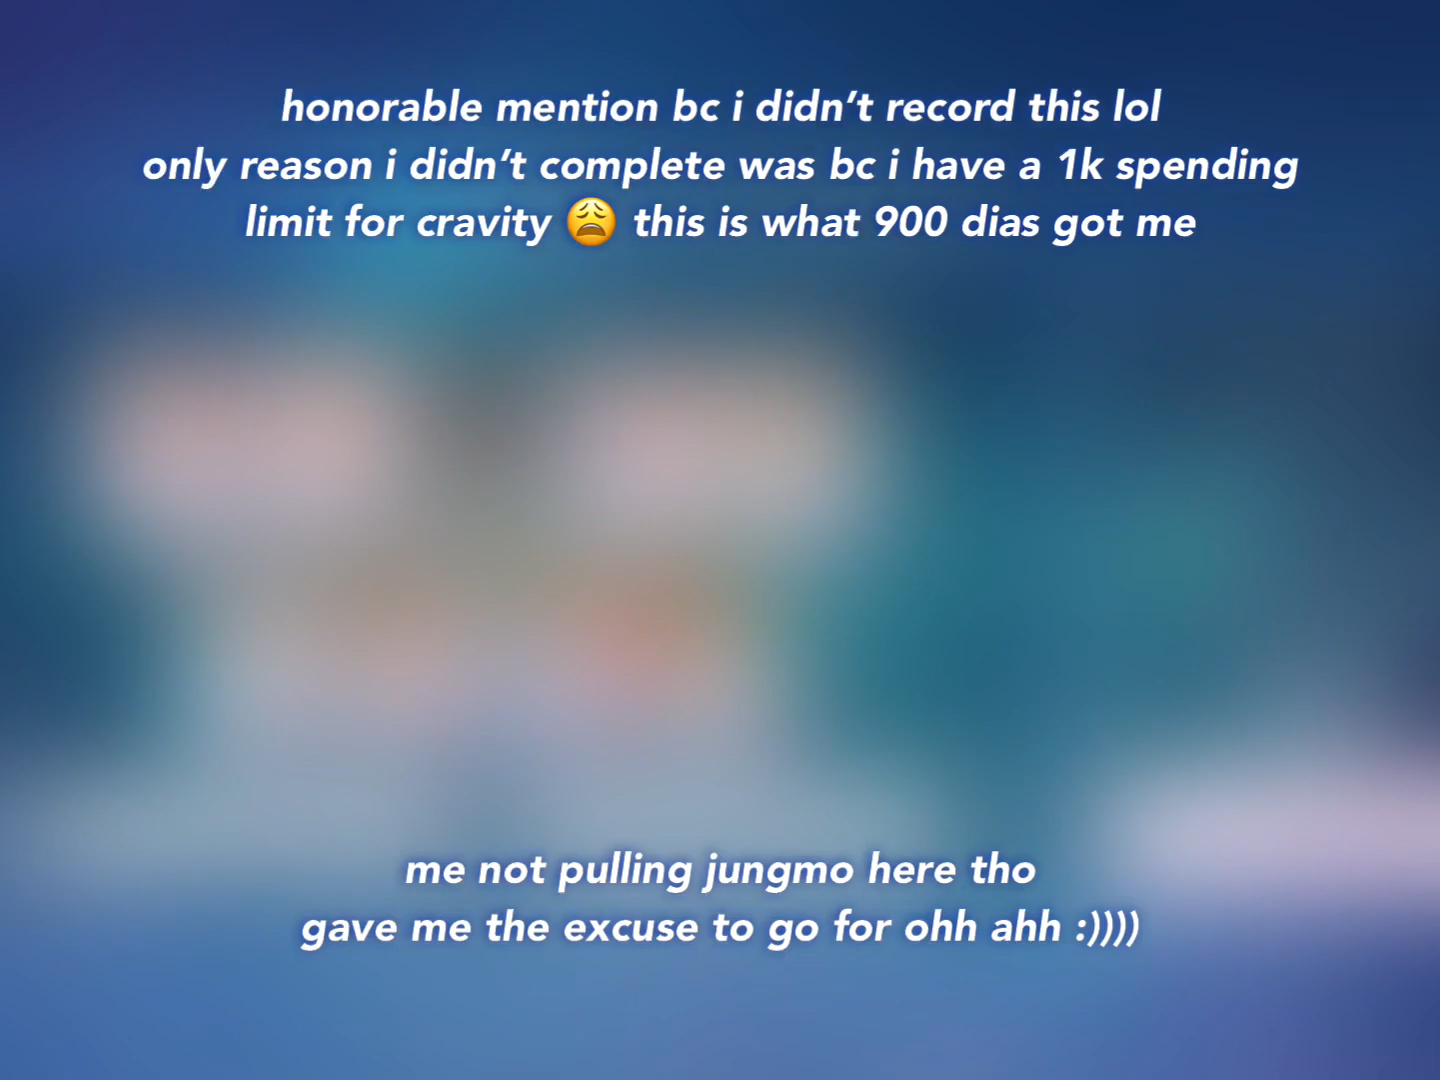 honorable mention bc i didn’t record this lol
only reason i didn’t complete was bc i have a 1k spending
limit for cravity 😩 this is what 900 dias got me
me not pulling jungmo here tho
gave me the excuse to go for ohh ahh :))))